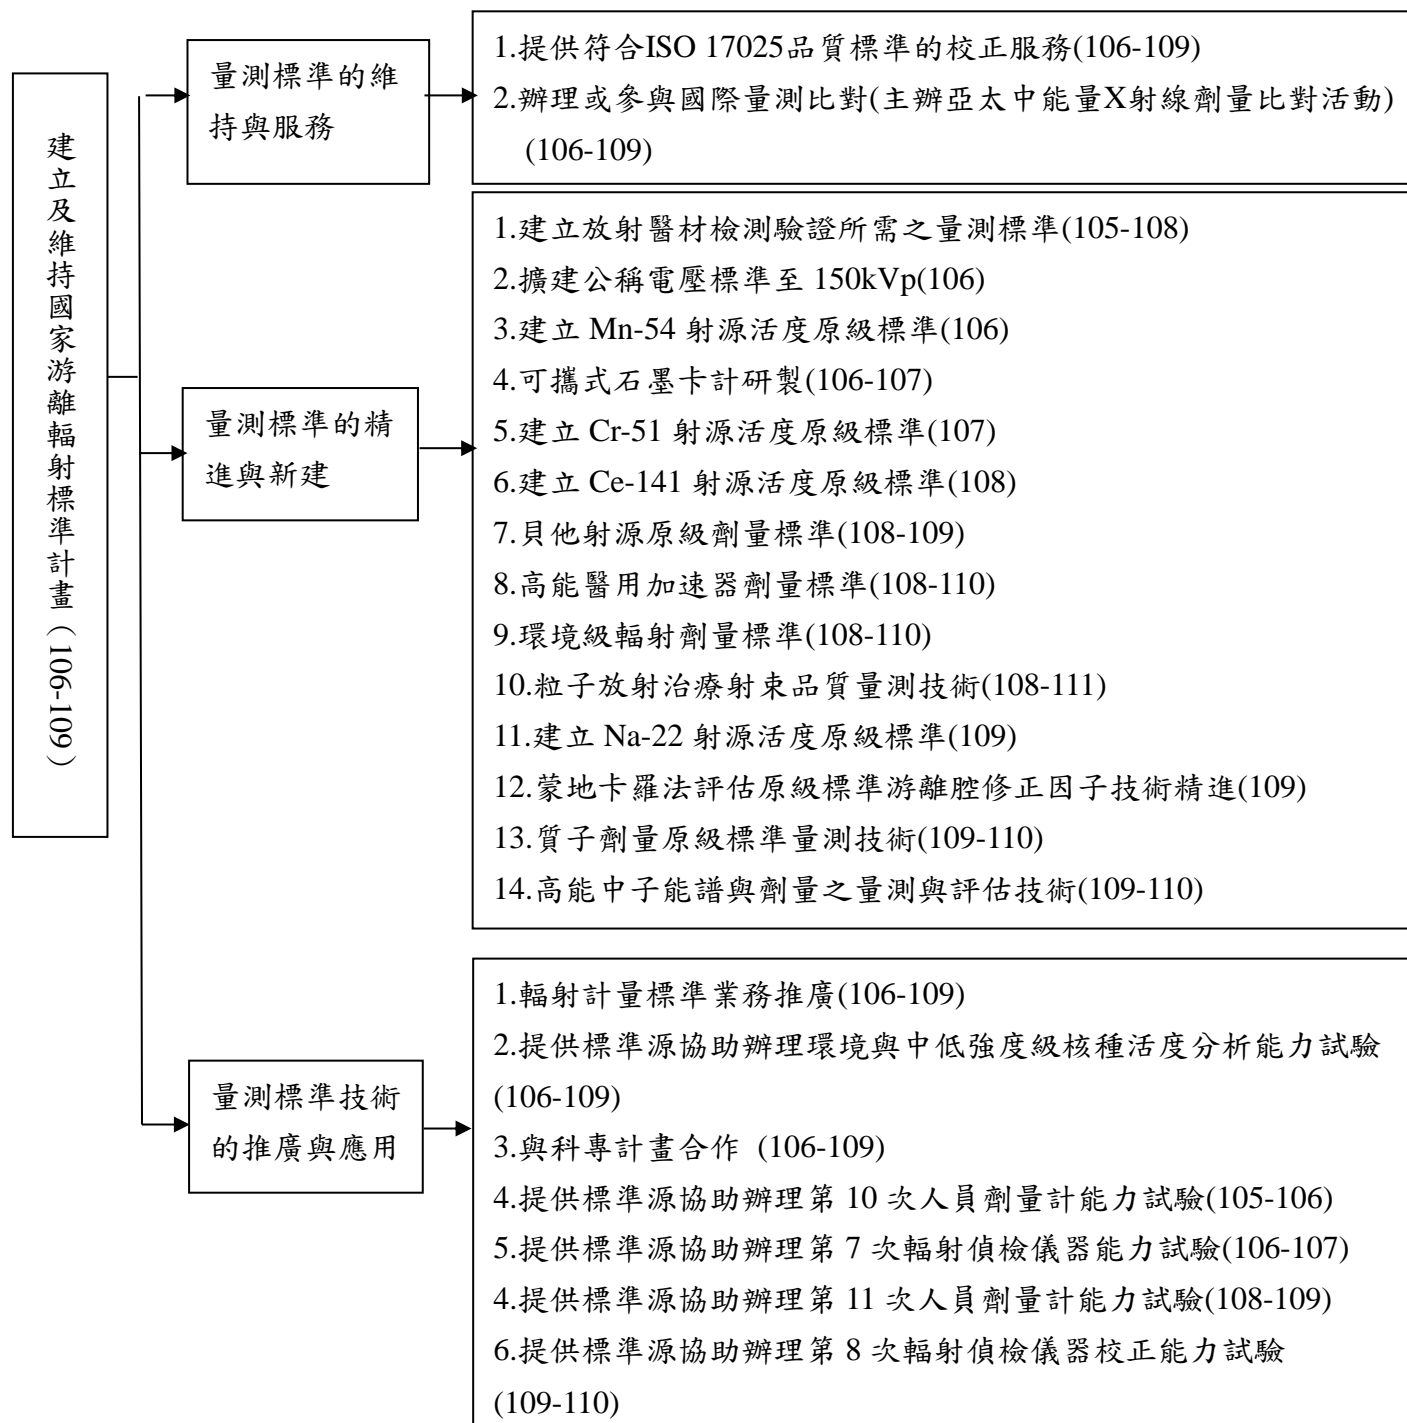 建立及維持國家游離輻射標準計畫(106-109)
量測標準的維
持與服務
1.提供符合ISO 17025品質標準的校正服務(106-109)
2.辦理或參與國際量測比對(主辦亞太中能量X射線劑量比對活動)
(106-109)
量測標準的精
進與新建
1.建立放射醫材檢測驗證所需之量測標準(105-108)
2.擴建公稱電壓標準至 150kVp(106)
3.建立 Mn-54 射源活度原級標準(106)
4.可攜式石墨卡計研製(106-107)
5.建立 Cr-51 射源活度原級標準(107)
6.建立 Ce-141 射源活度原級標準(108)
7.貝他射源原級劑量標準(108-109)
8.高能醫用加速器劑量標準(108-110)
9.環境級輻射劑量標準(108-110)
10.粒子放射治療射束品質量測技術(108-111)
11.建立 Na-22 射源活度原級標準(109)
12.蒙地卡羅法評估原級標準游離腔修正因子技術精進(109)
13.質子劑量原級標準量測技術(109-110)
14.高能中子能譜與劑量之量測與評估技術(109-110)
量測標準技術
的推廣與應用
1.輻射計量標準業務推廣(106-109)
2.提供標準源協助辦理環境與中低強度級核種活度分析能力試驗
(106-109)
3.與科專計畫合作 (106-109)
4.提供標準源協助辦理第 10 次人員劑量計能力試驗(105-106)
5.提供標準源協助辦理第 7 次輻射偵檢儀器能力試驗(106-107)
4.提供標準源協助辦理第 11 次人員劑量計能力試驗(108-109)
6.提供標準源協助辦理第 8 次輻射偵檢儀器校正能力試驗
(109-110)